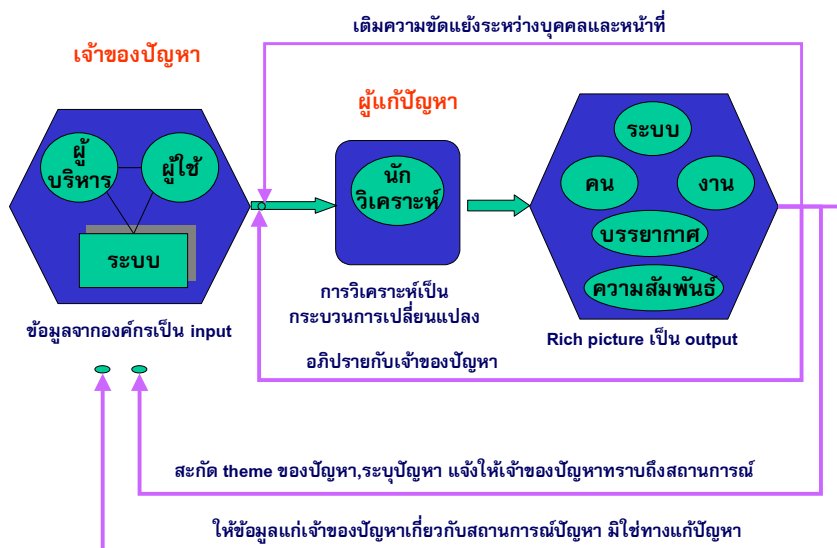 เติมความขัดแย้งระหว่างบุคคลและหน้าที่
เจ้าของปัญหา
ผู้แก้ปัญหา
ผู้
บริหาร
ผู้ใช้
ระบบ
นัก
วิเคราะห์
ระบบ
คน
งาน
บรรยากาศ
ความสัมพันธ์
ข้อมูลจากองค์กรเป็น input
การวิเคราะห์เป็น
กระบวนการเปลี่ยนแปลง
Rich picture เป็น output
อภิปรายกับเจ้าของปัญหา
สะกัด theme ของปัญหา,ระบุปัญหา แจ้งให้เจ้าของปัญหาทราบถึงสถานการณ์
ให้ข้อมูลแก่เจ้าของปัญหาเกี่ยวกับสถานการณ์ปัญหา มิใช่ทางแก้ปัญหา